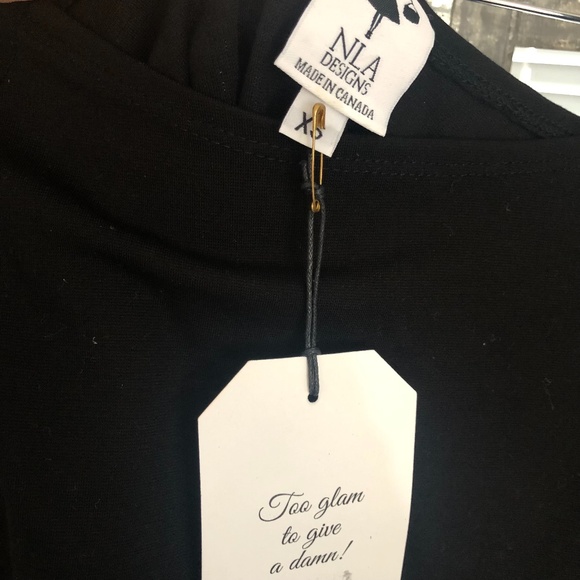 NLA
DESIGNS
MADE IN CANADA
XS
Too glam
to give
a damn!